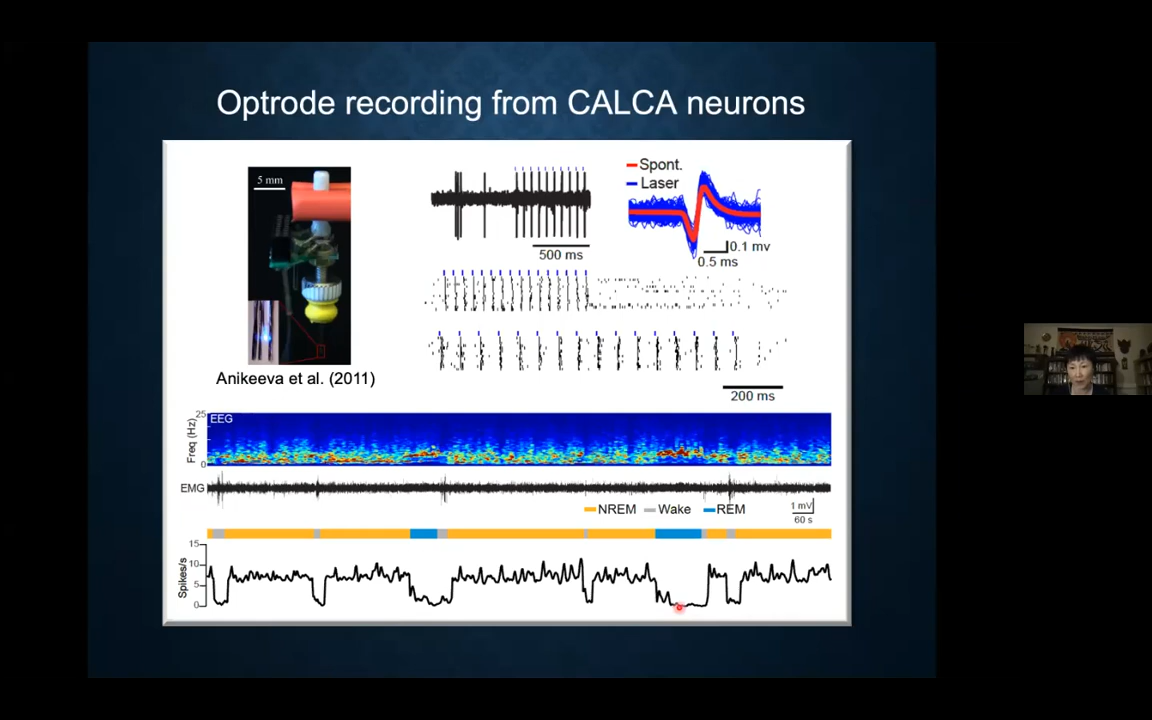 Optrode recording from CALCA neurons
5 mm
Anikeeva et al. (2011)
500 ms
Spont.
Laser
0.1 mv
0.5 ms
200 ms
25
EEG
Freq (Hz)
0
EMG
NREM Wake REM
1 mV
60 s
15
10
5
0
Spikes/s